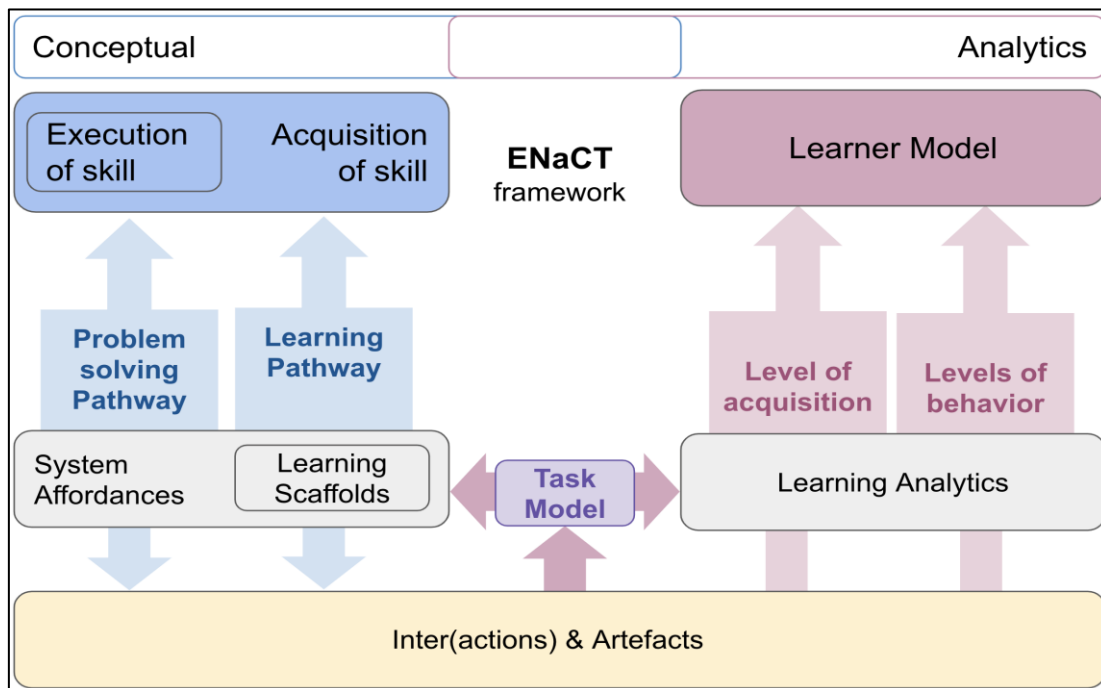 Conceptual
Analytics
Execution
of skill
Acquisition
of skill
ENaCT
framework
Learner Model
Problem
solving
Pathway
Learning
Pathway
Level of
acquisition
Levels of
behavior
System
Affordances
Learning
Scaffolds
Task
Model
Learning Analytics
Inter(actions) & Artefacts